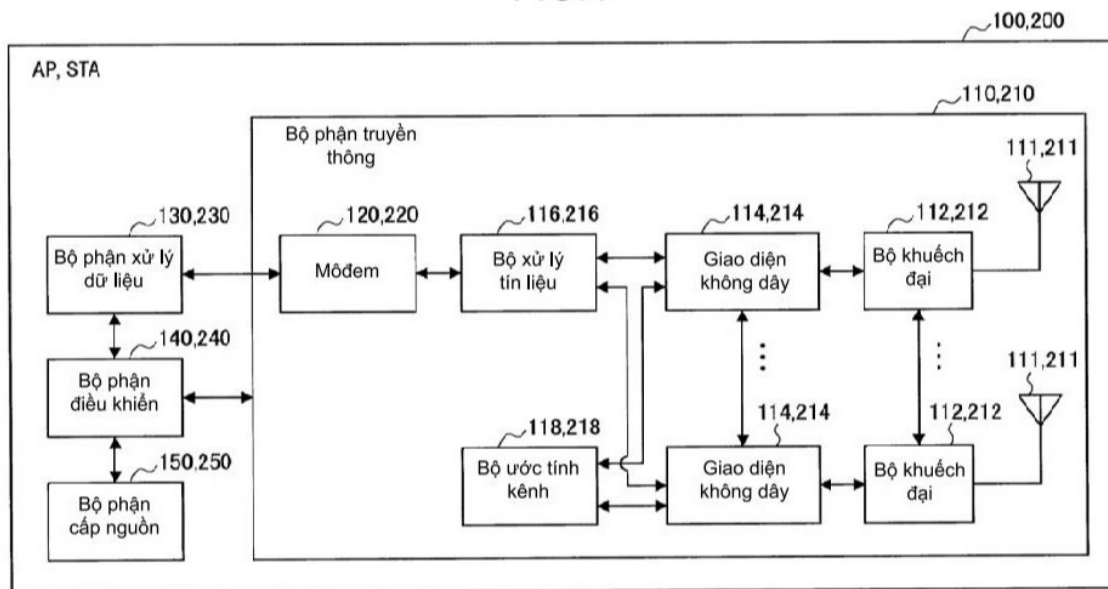 100,200
AP, STA
110,210
Bộ phận truyền
thông
111,211
130,230
120,220
116,216
114,214
112,212
Bộ phận xử lý
dữ liệu
Môđem
Bộ xử lý
tín liệu
Giao diện
không dây
Bộ khuếch
đại
140,240
Bộ phận
điều khiển
111,211
118,218
114,214
112,212
150,250
Bộ ước tính
kênh
Giao diện
không dây
Bộ khuếch
đại
Bộ phận
cấp nguồn